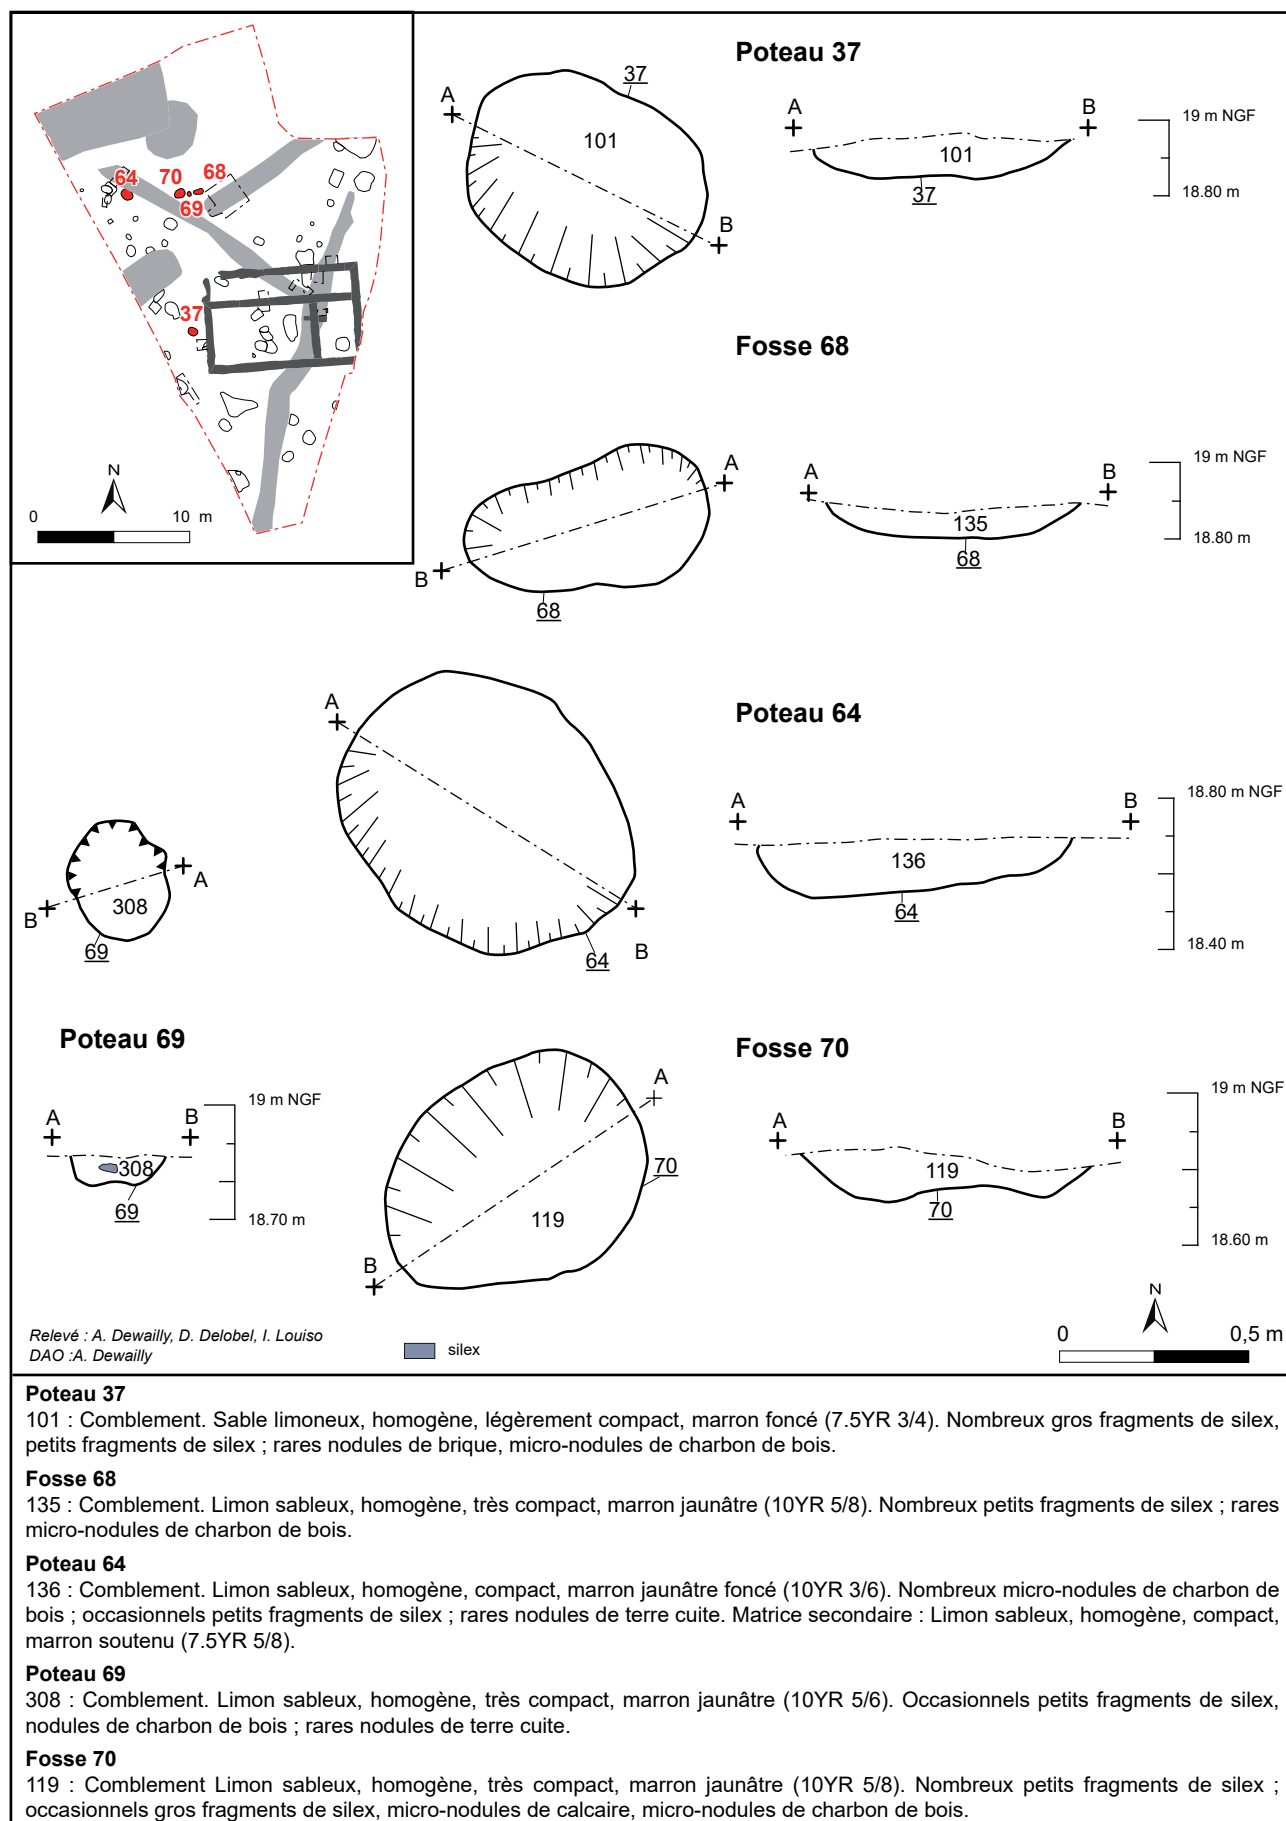 Poteau 37
37
A
101
B
A
B
101
37
19 m NGF
18.80 m
64
70
68
69
37
N
0
10 m
Fosse 68
A
B
68
A
B
135
68
19 m NGF
18.80 m
Poteau 64
A
B
64
A
B
136
64
18.80 m NGF
18.40 m
A
B
308
69
Poteau 69
A
B
308
69
19 m NGF
18.70 m
Fosse 70
A
B
119
70
A
B
119
70
19 m NGF
18.60 m
Relevé : A. Dewailly, D. Delobel, I. Louiso
DAO :A. Dewailly
silex
N
0
0,5 m
Poteau 37
101 : Comblement. Sable limoneux, homogène, légèrement compact, marron foncé (7.5YR 3/4). Nombreux gros fragments de silex,
petits fragments de silex ; rares nodules de brique, micro-nodules de charbon de bois.
Fosse 68
135 : Comblement. Limon sableux, homogène, très compact, marron jaunâtre (10YR 5/8). Nombreux petits fragments de silex ; rares
micro-nodules de charbon de bois.
Poteau 64
136 : Comblement. Limon sableux, homogène, compact, marron jaunâtre foncé (10YR 3/6). Nombreux micro-nodules de charbon de
bois ; occasionnels petits fragments de silex ; rares nodules de terre cuite. Matrice secondaire : Limon sableux, homogène, compact,
marron soutenu (7.5YR 5/8).
Poteau 69
308 : Comblement. Limon sableux, homogène, très compact, marron jaunâtre (10YR 5/6). Occasionnels petits fragments de silex,
nodules de charbon de bois ; rares nodules de terre cuite.
Fosse 70
119 : Comblement Limon sableux, homogène, très compact, marron jaunâtre (10YR 5/8). Nombreux petits fragments de silex ;
occasionnels gros fragments de silex, micro-nodules de calcaire, micro-nodules de charbon de bois.